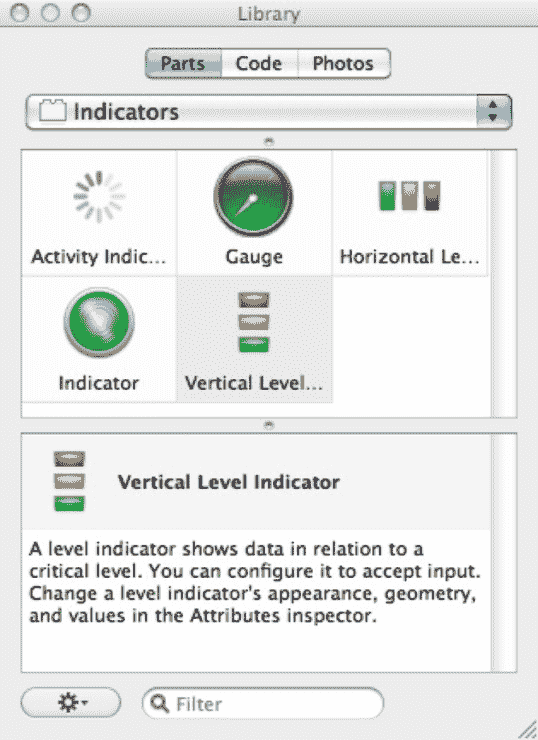 Library
Parts Code Photos
Indicators
Activity Indic... Gauge Horizontal Le...
Indicator Vertical Level...
Vertical Level Indicator
A level indicator shows data in relation to a
critical level. You can configure it to accept input.
Change a level indicator's appearance, geometry,
and values in the Attributes inspector.
Filter